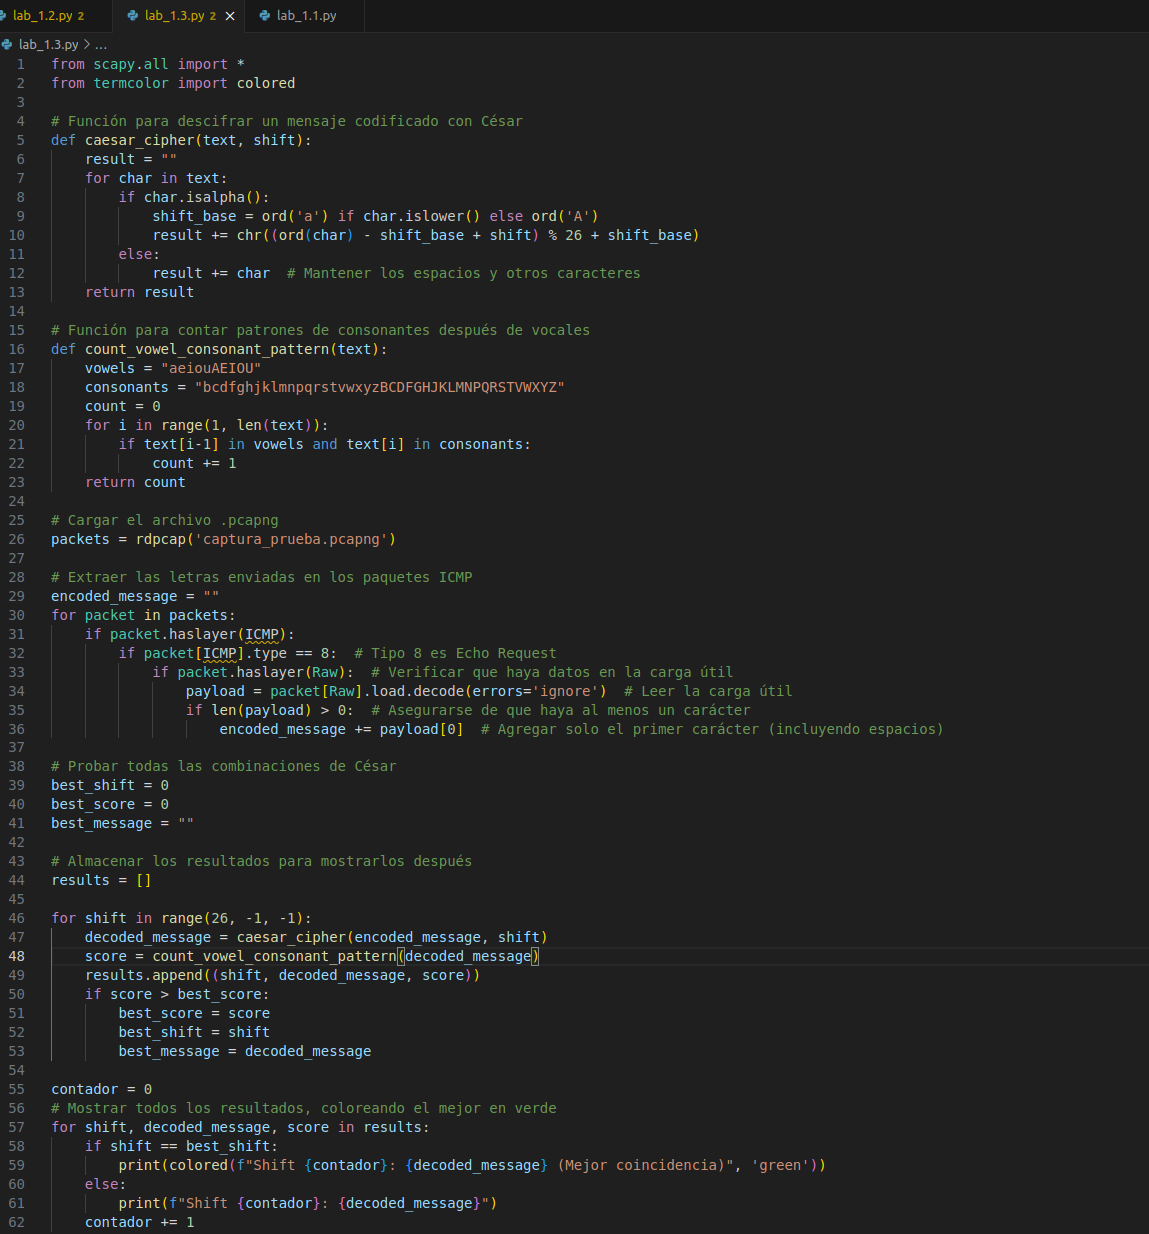 lab_1.2.py 2 lab_1.3.py 2 × lab_1.1.py
lab_1.3.py > ...
1 from scapy.all import *
2 from termcolor import colored
3
4 # Función para descifrar un mensaje codificado con César
5 def caesar_cipher(text, shift):
6     result = ""
7     for char in text:
8         if char.isalpha():
9             shift_base = ord('a') if char.islower() else ord('A')
10             result += chr((ord(char) - shift_base + shift) % 26 + shift_base)
11         else:
12             result += char  # Mantener los espacios y otros caracteres
13     return result
14
15 # Función para contar patrones de consonantes después de vocales
16 def count_vowel_consonant_pattern(text):
17     vowels = "aeiouAEIOU"
18     consonants = "bcdfghjklmnpqrstvwxyzBCDFGHJKLMNPQRSTVWXYZ"
19     count = 0
20     for i in range(1, len(text)):
21         if text[i-1] in vowels and text[i] in consonants:
22             count += 1
23     return count
24
25 # Cargar el archivo .pcapng
26 packets = rdpcap('captura_prueba.pcapng')
27
28 # Extraer las letras enviadas en los paquetes ICMP
29 encoded_message = ""
30 for packet in packets:
31     if packet.haslayer(ICMP):
32         if packet[ICMP].type == 8:  # Tipo 8 es Echo Request
33             if packet.haslayer(Raw):  # Verificar que haya datos en la carga útil
34                 payload = packet[Raw].load.decode(errors='ignore')  # Leer la carga útil
35                 if len(payload) > 0:  # Asegurarse de que haya al menos un carácter
36                     encoded_message += payload[0]  # Agregar solo el primer carácter (incluyendo espacios)
37
38 # Probar todas las combinaciones de César
39 best_shift = 0
40 best_score = 0
41 best_message = ""
42
43 # Almacenar los resultados para mostrarlos después
44 results = []
45
46 for shift in range(26, -1, -1):
47     decoded_message = caesar_cipher(encoded_message, shift)
48     score = count_vowel_consonant_pattern(decoded_message)
49     results.append((shift, decoded_message, score))
50     if score > best_score:
51         best_score = score
52         best_shift = shift
53         best_message = decoded_message
54
55 contador = 0
56 # Mostrar todos los resultados, coloreando el mejor en verde
57 for shift, decoded_message, score in results:
58     if shift == best_shift:
59         print(colored(f"Shift {contador}: {decoded_message} (Mejor coincidencia)", 'green'))
60     else:
61         print(f"Shift {contador}: {decoded_message}")
62     contador += 1